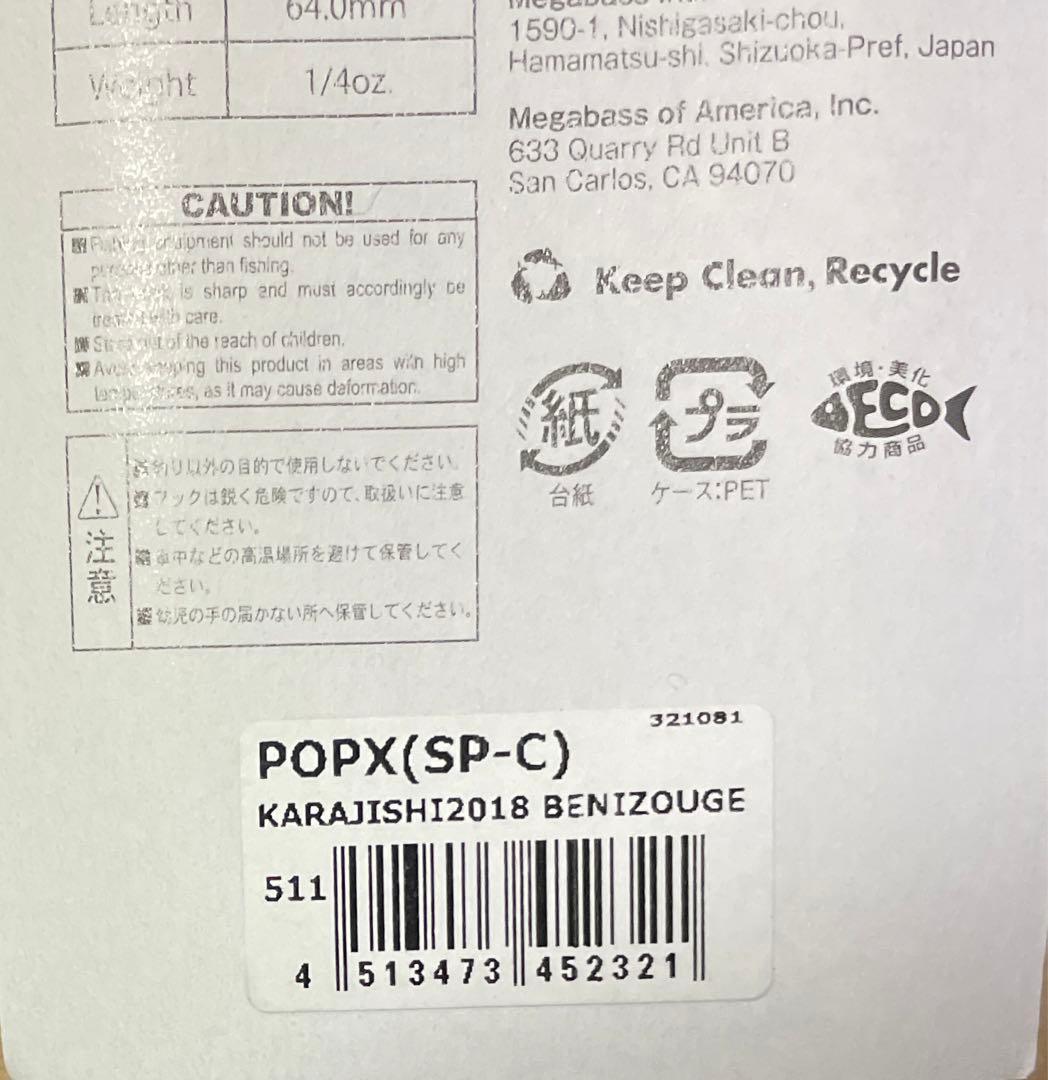 Length 64.0mm
Weight 1/4oz.
1590-1, Nishigasaki-chou,
Hamamatsu-shi, Shizuoka-Pref, Japan
Megabass of America, Inc.
633 Quarry Rd Unit B
San Carlos, CA 94070
CAUTION!
equipment should not be used for any
other than fishing.
is sharp and must accordingly be
care.
of the reach of children.
this product in areas with high
as it may cause deformation.
注意
釣り以外の目的で使用しないでください。
フックは鋭く危険ですので、取扱いに注意
してください。
車中などの高温場所を避けて保管してく
ださい。
幼児の手の届かない所へ保管してください。
Keep Clean, Recycle
紙
台紙
プラ
ケース:PET
環境・美化
ECO
協力商品
321081
POPX(SP-C)
KARAJISHI2018 BENIZOUGE
511
4 513473 452321